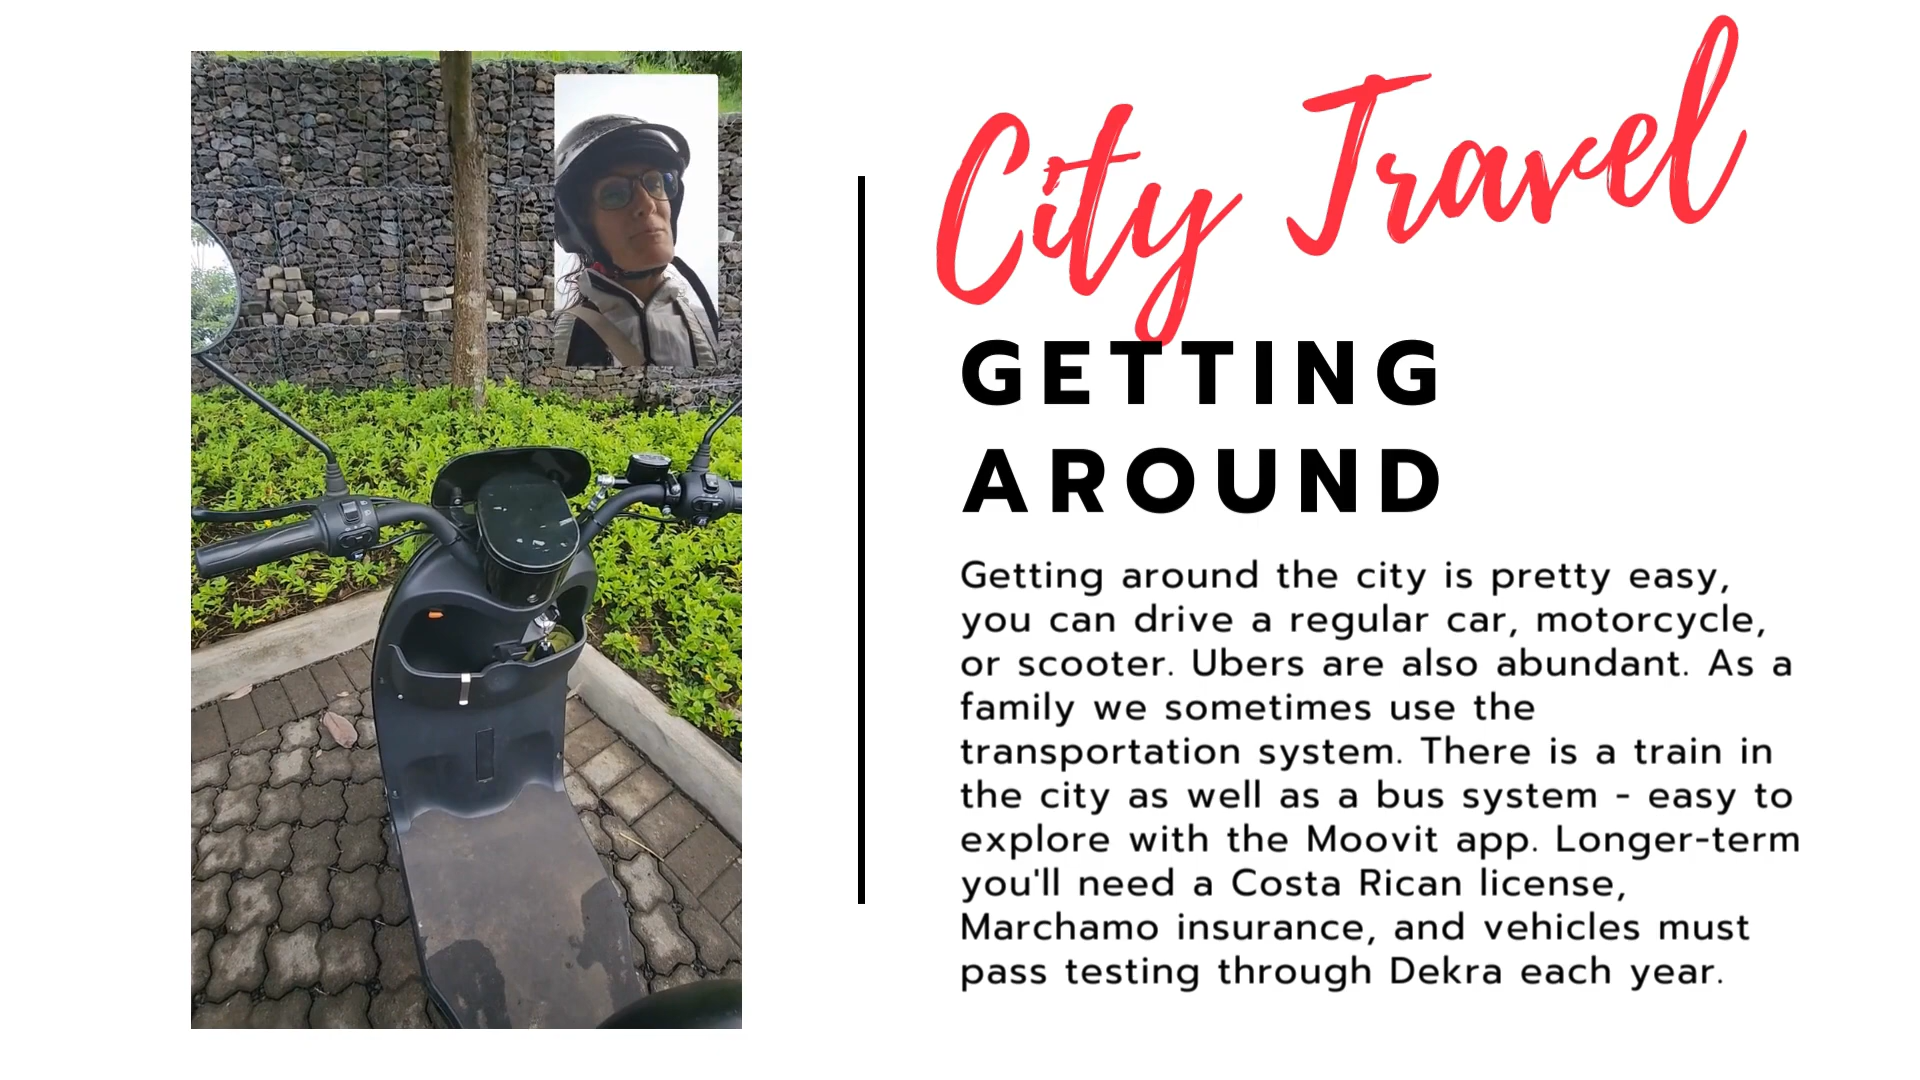 City Travel
GETTING
AROUND
Getting around the city is pretty easy,
you can drive a regular car, motorcycle,
or scooter. Ubers are also abundant. As a
family we sometimes use the
transportation system. There is a train in
the city as well as a bus system - easy to
explore with the Moovit app. Longer-term
you'll need a Costa Rican license,
Marchamo insurance, and vehicles must
pass testing through Dekra each year.